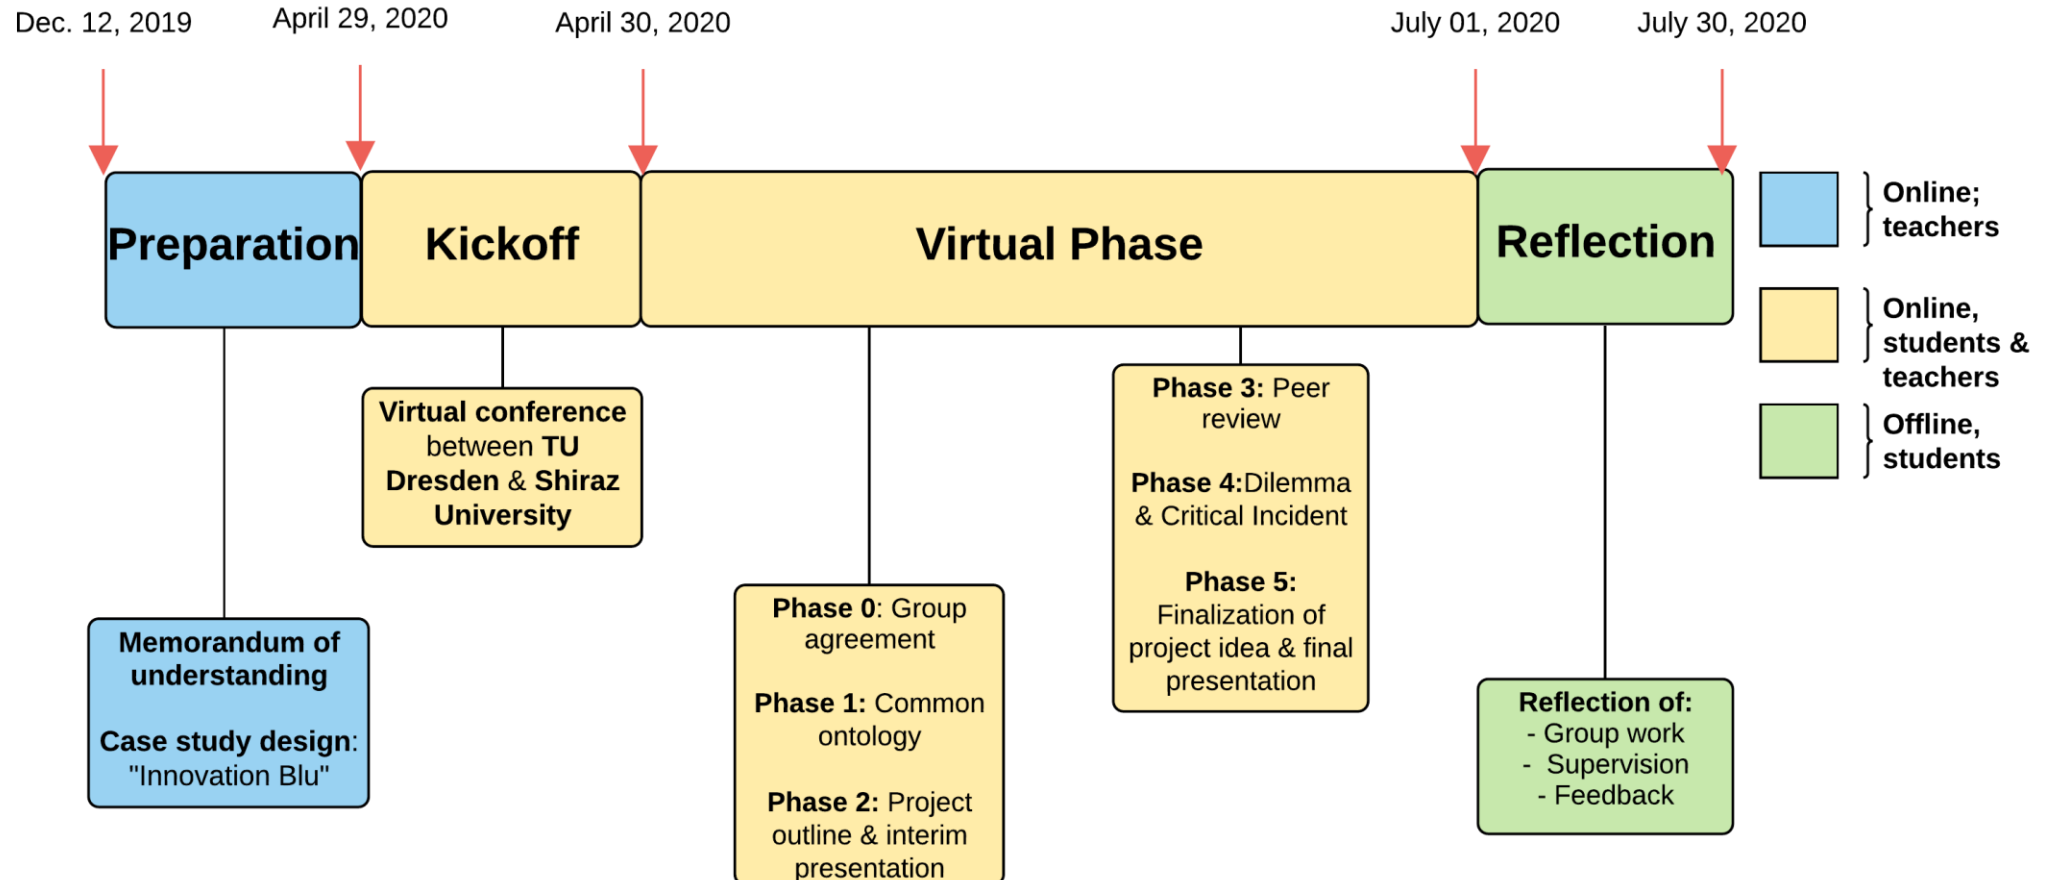 Dec. 12, 2019
April 29, 2020
April 30, 2020
July 01, 2020
July 30, 2020
Preparation
Kickoff
Virtual Phase
Reflection
Online;
teachers
Online,
students &
teachers
Offline,
students
Memorandum of
understanding
Case study design:
"Innovation Blu"
Virtual conference
between TU
Dresden & Shiraz
University
Phase 0: Group
agreement
Phase 1: Common
ontology
Phase 2: Project
outline & interim
presentation
Phase 3: Peer
review
Phase 4:Dilemma
& Critical Incident
Phase 5:
Finalization of
project idea & final
presentation
Reflection of:
- Group work
- Supervision
- Feedback